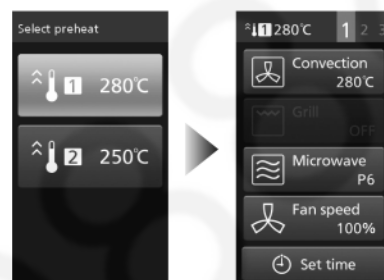 Select preheat
1 280°C
2 250°C
1 280°C 1 2 3
Convection
280°C
Grill
OFF
Microwave
P6
Fan speed
100%
Set time